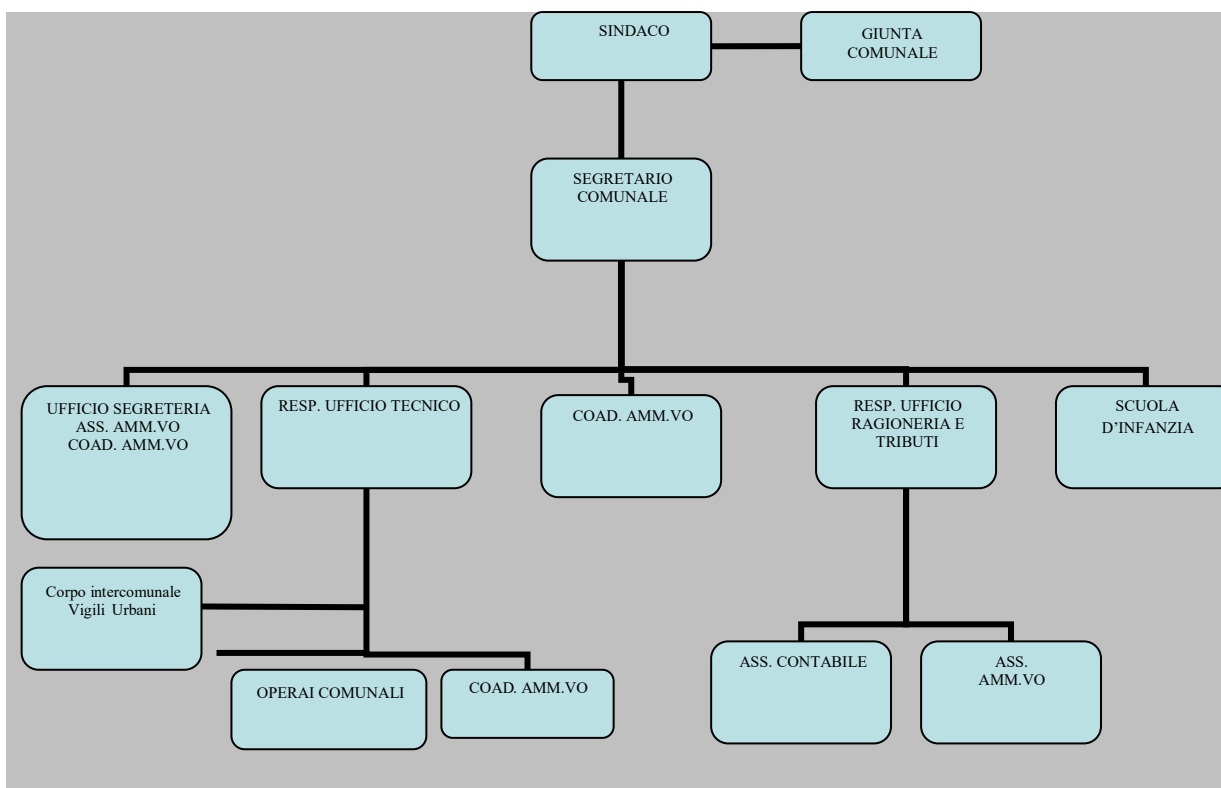 SINDACO
GIUNTA
COMUNALE
SEGRETARIO
COMUNALE
UFFICIO SEGRETERIA
ASS. AMM.VO
COAD. AMM.VO
RESP. UFFICIO TECNICO
COAD. AMM.VO
RESP. UFFICIO
RAGIONERIA E
TRIBUTI
SCUOLA
D’INFANZIA
Corpo intercomunale
Vigili Urbani
OPERAI COMUNALI
COAD. AMM.VO
ASS. CONTABILE
ASS.
AMM.VO